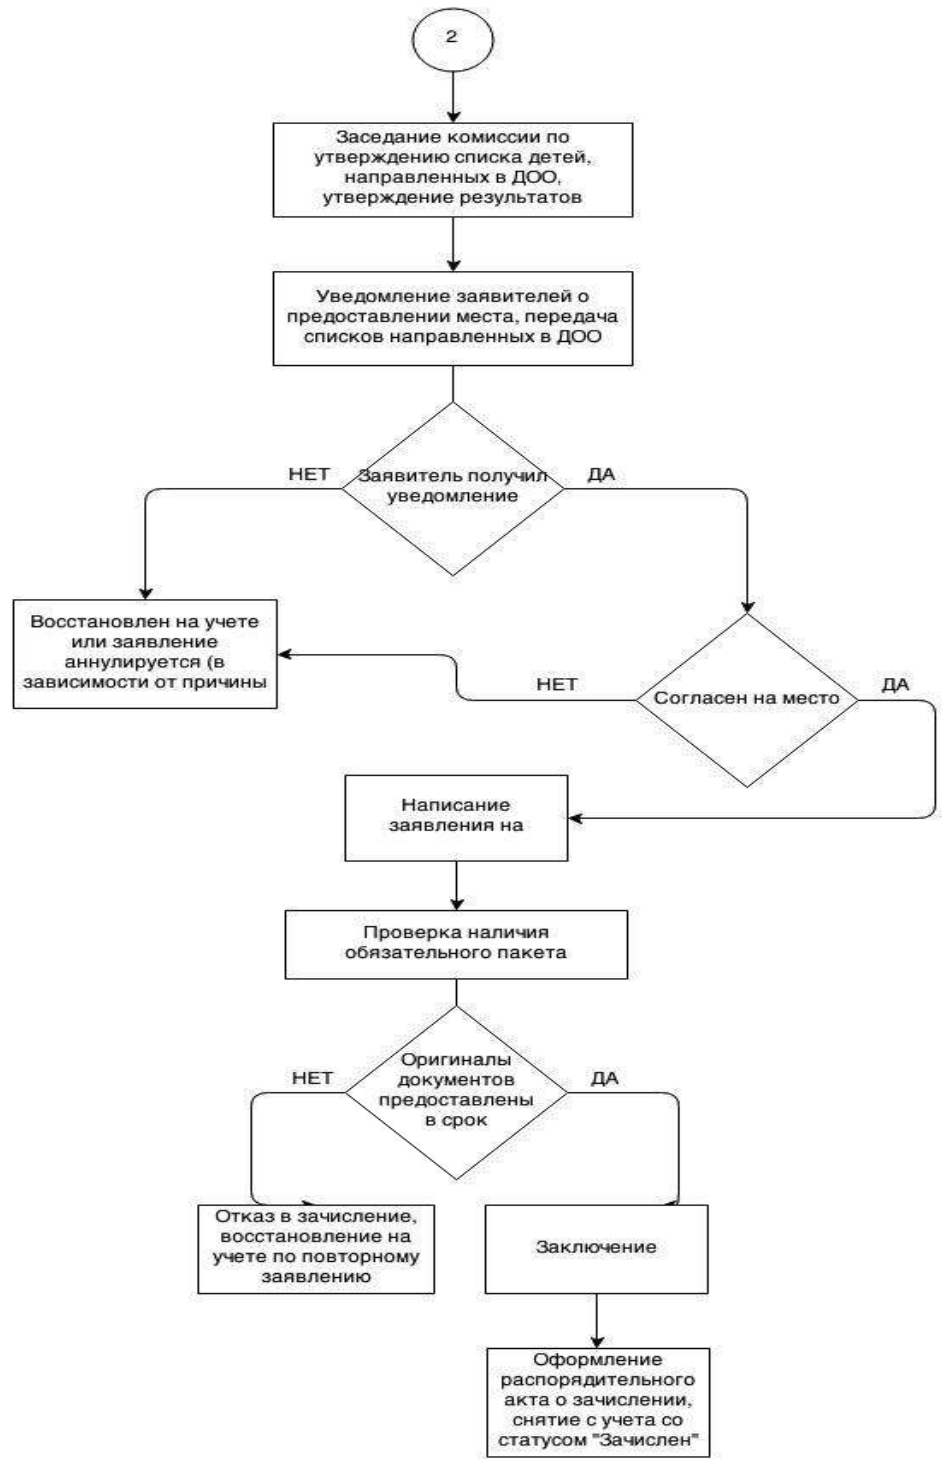 2
Заседание комиссии по
утверждению списка детей,
направленных в ДОО,
утверждение результатов
Уведомление заявителей о
предоставлении места, передача
списков направленных в ДОО
НЕТ
Заявитель получил
уведомление
ДА
Восстановлен на учете
или заявление
аннулируется (в
зависимости от причины
НЕТ
Согласен на место
ДА
Написание
заявления на
Проверка наличия
обязательного пакета
НЕТ
Оригиналы
документов
предоставлены
в срок
ДА
Отказ в зачисление,
восстановление на
учете по повторному
заявлению
Заключение
Оформление
распорядительного
акта о зачислении,
снятие с учета со
статусом "Зачислен"